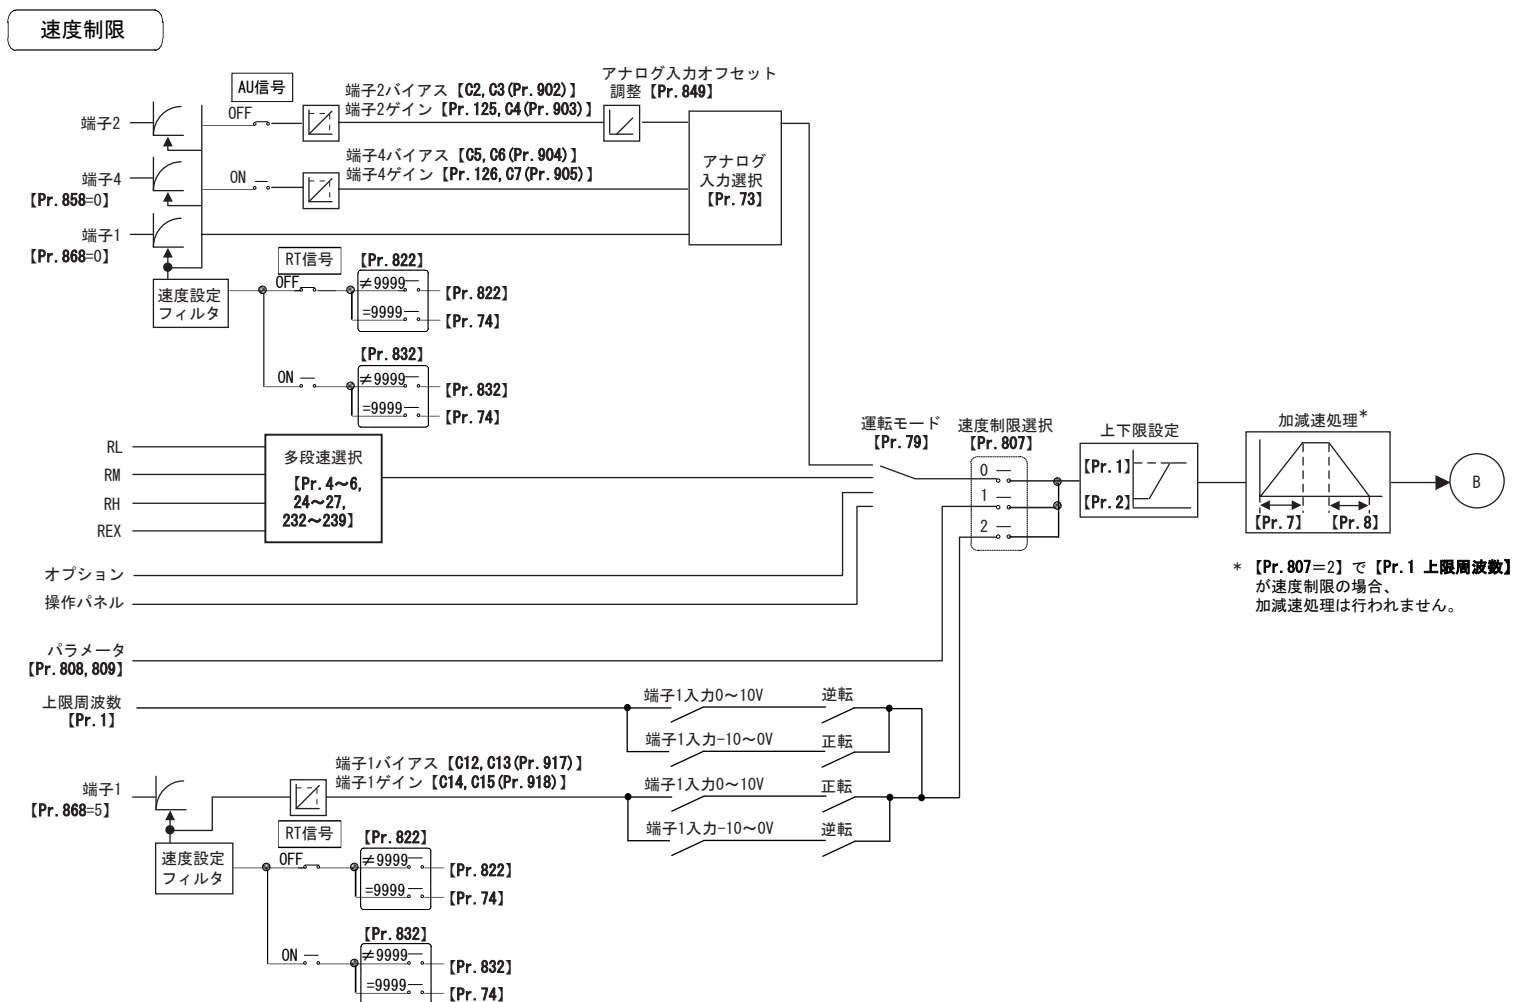 速度制限
AU信号
端子2バイアス【C2,C3(Pr.902)】
端子2ゲイン【Pr.125,C4(Pr.903)】
アナログ入力オフセット
調整【Pr.849】
端子2
OFF
端子4バイアス【C5,C6(Pr.904)】
端子4ゲイン【Pr.126,C7(Pr.905)】
端子4
【Pr.858=0】
ON
アナログ
入力選択
【Pr.73】
端子1
【Pr.868=0】
RT信号
速度設定
フィルタ
OFF
【Pr.822】
≠9999
【Pr.822】
=9999
【Pr.74】
ON
【Pr.832】
≠9999
【Pr.832】
=9999
【Pr.74】
RL
RM
RH
REX
多段速選択
【Pr.4～6,
24～27,
232～239】
運転モード
【Pr.79】
速度制限選択
【Pr.807】
0
1
2
上下限設定
【Pr.1】
【Pr.2】
加減速処理*
【Pr.7】
【Pr.8】
B
* 【Pr.807=2】で【Pr.1 上限周波数】
が速度制限の場合、
加減速処理は行われません。
オプション
操作パネル
パラメータ
【Pr.808,809】
上限周波数
【Pr.1】
端子1入力0～10V
逆転
端子1入力-10～0V
正転
端子1バイアス【C12,C13(Pr.917)】
端子1ゲイン【C14,C15(Pr.918)】
端子1
【Pr.868=5】
端子1入力0～10V
正転
端子1入力-10～0V
逆転
RT信号
速度設定
フィルタ
OFF
【Pr.822】
≠9999
【Pr.822】
=9999
【Pr.74】
ON
【Pr.832】
≠9999
【Pr.832】
=9999
【Pr.74】